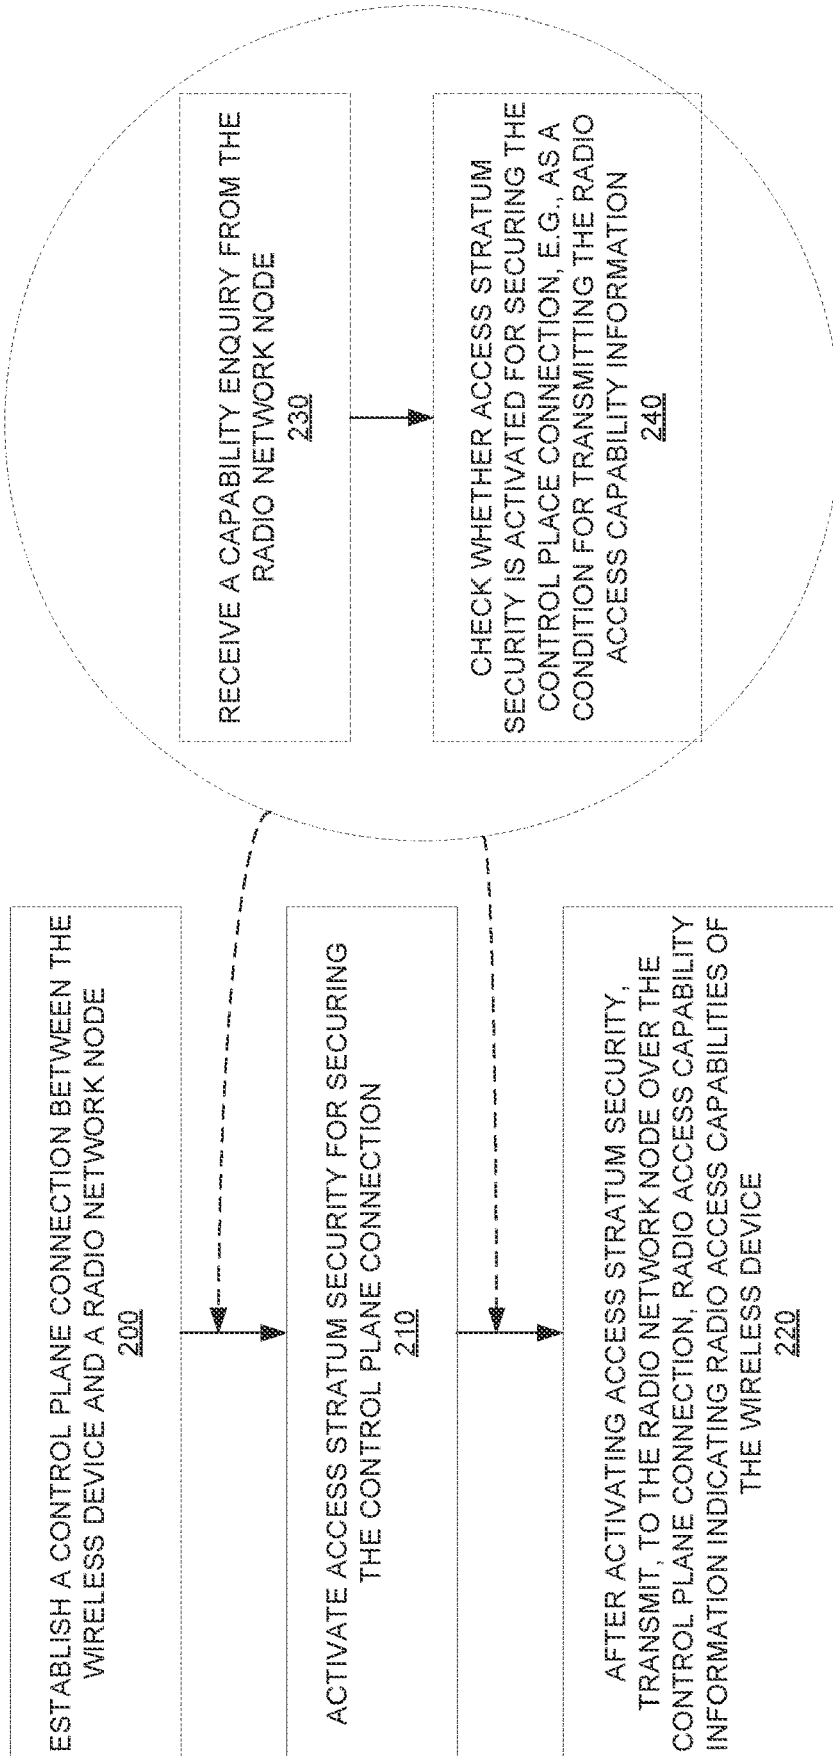 ESTABLISH A CONTROL PLANE CONNECTION BETWEEN THE
WIRELESS DEVICE AND A RADIO NETWORK NODE
200
ACTIVATE ACCESS STRATUM SECURITY FOR SECURING
THE CONTROL PLANE CONNECTION
210
AFTER ACTIVATING ACCESS STRATUM SECURITY,
TRANSMIT, TO THE RADIO NETWORK NODE OVER THE
CONTROL PLANE CONNECTION, RADIO ACCESS CAPABILITY
INFORMATION INDICATING RADIO ACCESS CAPABILITIES OF
THE WIRELESS DEVICE
220
RECEIVE A CAPABILITY ENQUIRY FROM THE
RADIO NETWORK NODE
230
CHECK WHETHER ACCESS STRATUM
SECURITY IS ACTIVATED FOR SECURING THE
CONTROL PLACE CONNECTION, E.G., AS A
CONDITION FOR TRANSMITTING THE RADIO
ACCESS CAPABILITY INFORMATION
240